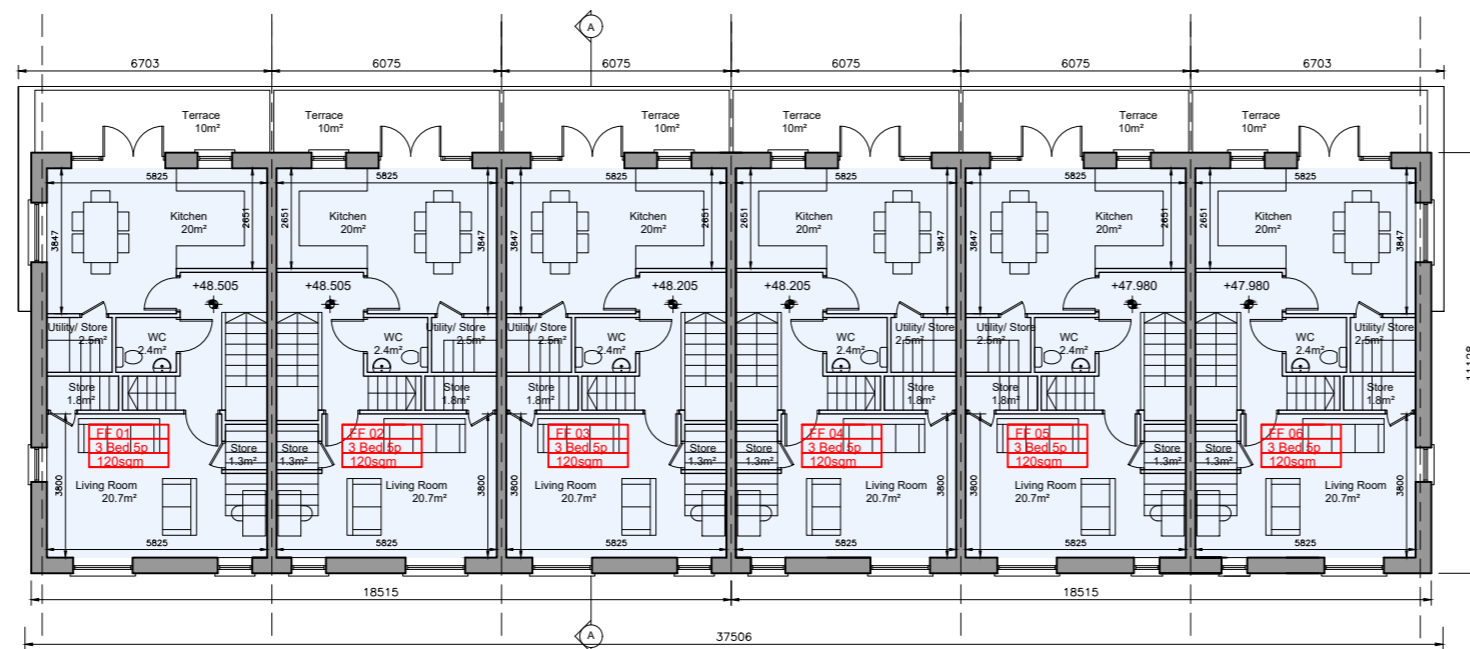 A
6703 6075 6075 6075 6075 6703
Terrace Terrace Terrace Terrace Terrace Terrace
10m² 10m² 10m² 10m² 10m² 10m²
5825 5825 5825 5825 5825 5825
Kitchen Kitchen Kitchen Kitchen Kitchen Kitchen
20m² 20m² 20m² 20m² 20m² 20m²
3847 2651 2651 3847 3847 2651 2651 3847 3847 2651 2651 3847
+48.505 +48.505 +48.205 +48.205 +47.980 +47.980
Utility/ Store Utility/ Store Utility/ Store Utility/ Store Utility/ Store Utility/ Store
2.5m² 2.5m² 2.5m² 2.5m² 2.5m² 2.5m²
WC WC WC WC WC WC
2.4m² 2.4m² 2.4m² 2.4m² 2.4m² 2.4m²
11128
Store Store Store Store Store Store
1.8m² 1.8m² 1.8m² 1.8m² 1.8m² 1.8m²
FF 01 FF 02 FF 03 FF 04 FF 05 FF 06
3 Bed 5p 3 Bed 5p 3 Bed 5p 3 Bed 5p 3 Bed 5p 3 Bed 5p
120sqm 120sqm 120sqm 120sqm 120sqm 120sqm
Store Store Store Store Store Store
1.3m² 1.3m² 1.3m² 1.3m² 1.3m² 1.3m²
3800 3800 3800 3800 3800 3800
Living Room Living Room Living Room Living Room Living Room Living Room
20.7m² 20.7m² 20.7m² 20.7m² 20.7m² 20.7m²
5825 5825 5825 5825 5825 5825
18515 18515
A
37506